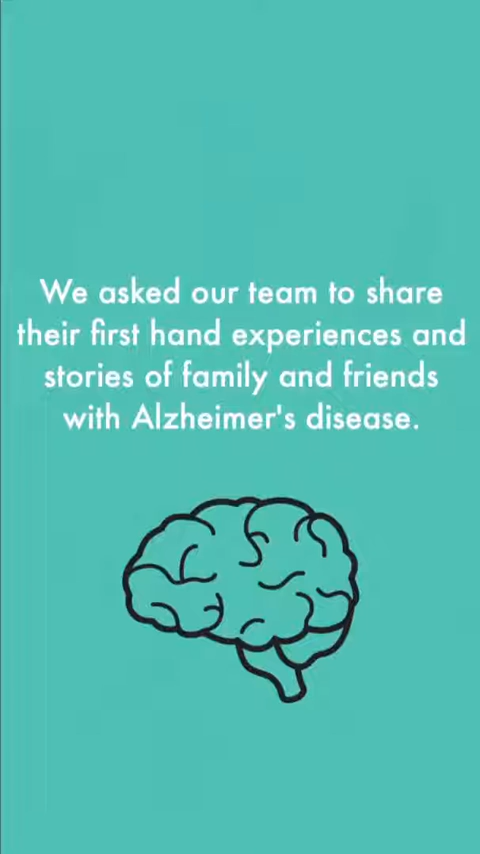 We asked our team to share
their first hand experiences and
stories of family and friends
with Alzheimer's disease.